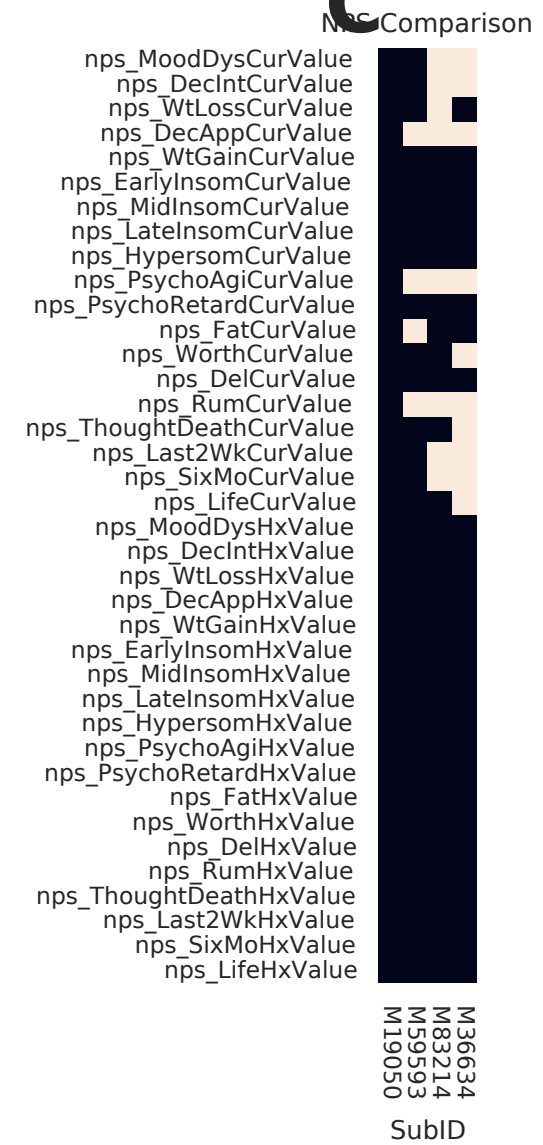 C
NPS Comparison
nps_MoodDysCurValue
nps_DecIntCurValue
nps_WtLossCurValue
nps_DecAppCurValue
nps_WtGainCurValue
nps_EarlyInsomCurValue
nps_MidInsomCurValue
nps_LateInsomCurValue
nps_HypersomCurValue
nps_PsychoAgiCurValue
nps_PsychoRetardCurValue
nps_FatCurValue
nps_WorthCurValue
nps_DelCurValue
nps_RumCurValue
nps_ThoughtDeathCurValue
nps_Last2WkCurValue
nps_SixMoCurValue
nps_LifeCurValue
nps_MoodDysHxValue
nps_DecIntHxValue
nps_WtLossHxValue
nps_DecAppHxValue
nps_WtGainHxValue
nps_EarlyInsomHxValue
nps_MidInsomHxValue
nps_LateInsomHxValue
nps_HypersomHxValue
nps_PsychoAgiHxValue
nps_PsychoRetardHxValue
nps_FatHxValue
nps_WorthHxValue
nps_DelHxValue
nps_RumHxValue
nps_ThoughtDeathHxValue
nps_Last2WkHxValue
nps_SixMoHxValue
nps_LifeHxValue
M19050
M59593
M83214
M36634
SubID